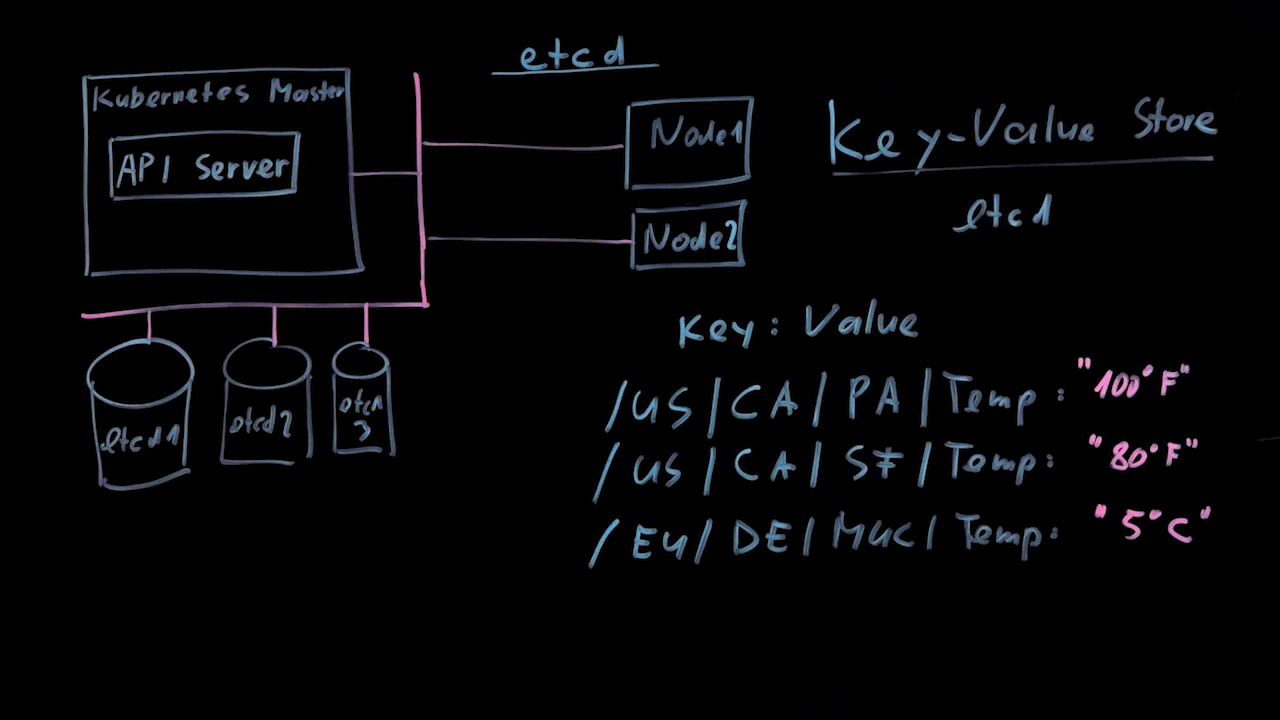 etcd
Kubernetes Master
API Server
Node1
Node2
etcd1
etcd2
etcd
3
Key-Value Store
etcd
Key: Value
/US/CA/PA/Temp: "100°F"
/US/CA/SF/Temp: "80°F"
/EU/DE/MUC/Temp: "5°C"